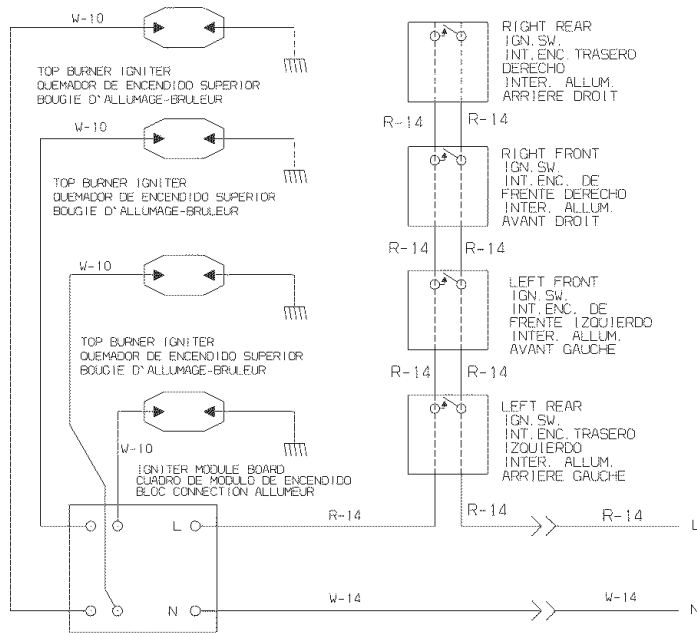 W-10
TOP BURNER IGNITER
QUEMADOR DE ENCENDIDO SUPERIOR
BOUGIE D`ALLUMAGE-BRULEUR
W-10
TOP BURNER IGNITER
QUEMADOR DE ENCENDIDO SUPERIOR
BOUGIE D`ALLUMAGE-BRULEUR
W-10
TOP BURNER IGNITER
QUEMADOR DE ENCENDIDO SUPERIOR
BOUGIE D`ALLUMAGE-BRULEUR
W-10
IGNITER MODULE BOARD
CUADRO DE MODULO DE ENCENDIDO
BLOC CONNECTION ALLUMEUR
L
N
RIGHT REAR
IGN.SW.
INT.ENC.TRASERO
DERECHO
INTER. ALLUM.
ARRIERE DROIT
R-14 R-14
RIGHT FRONT
IGN.SW.
INT.ENC. DE
FRENTE DERECHO
INTER. ALLUM.
AVANT DROIT
R-14 R-14
LEFT FRONT
IGN.SW.
INT.ENC. DE
FRENTE IZQUIERDO
INTER. ALLUM.
AVANT GAUCHE
R-14 R-14
LEFT REAR
IGN.SW.
INT.ENC.TRASERO
IZQUIERDO
INTER. ALLUM.
ARRIERE GAUCHE
R-14 R-14 R-14 L
W-14 W-14 N